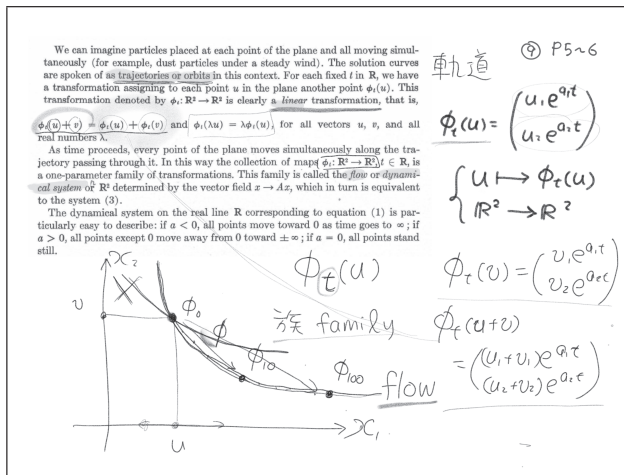 We can imagine particles placed at each point of the plane and all moving simul-
taneously (for example, dust particles under a steady wind). The solution curves
are spoken of as trajectories or orbits in this context. For each fixed t in R, we have
a transformation assigning to each point u in the plane another point ϕₜ(u). This
transformation denoted by ϕₜ: R² → R² is clearly a linear transformation, that is,
ϕₜ(u + v) = ϕₜ(u) + ϕₜ(v) and ϕₜ(λu) = λϕₜ(u), for all vectors u, v, and all
real numbers λ.
As time proceeds, every point of the plane moves simultaneously along the tra-
jectory passing through it. In this way the collection of maps ϕₜ: R² → R², t ∈ R, is
a one-parameter family of transformations. This family is called the flow or dynami-
cal system on R² determined by the vector field x → Ax, which in turn is equivalent
to the system (3).
The dynamical system on the real line R corresponding to equation (1) is par-
ticularly easy to describe: if a < 0, all points move toward 0 as time goes to ∞; if
a > 0, all points except 0 move away from 0 toward ± ∞; if a = 0, all points stand
still.
⑨ P5~6
軌道
ϕₜ(u) = (u₁e^{a₁t}
u₂e^{a₂t})
{ u ↦ ϕₜ(u)
ℝ² → ℝ²
ϕₜ(u)
ϕₜ(v) = (v₁e^{a₁t}
v₂e^{a₂t})
族 family
ϕₜ(u+v)
= ((u₁+v₁)e^{a₁t}
(u₂+v₂)e^{a₂t})
x₂
v
ϕ₀
ϕ
ϕ₁₀
ϕ₁₀₀
flow
x₁
u